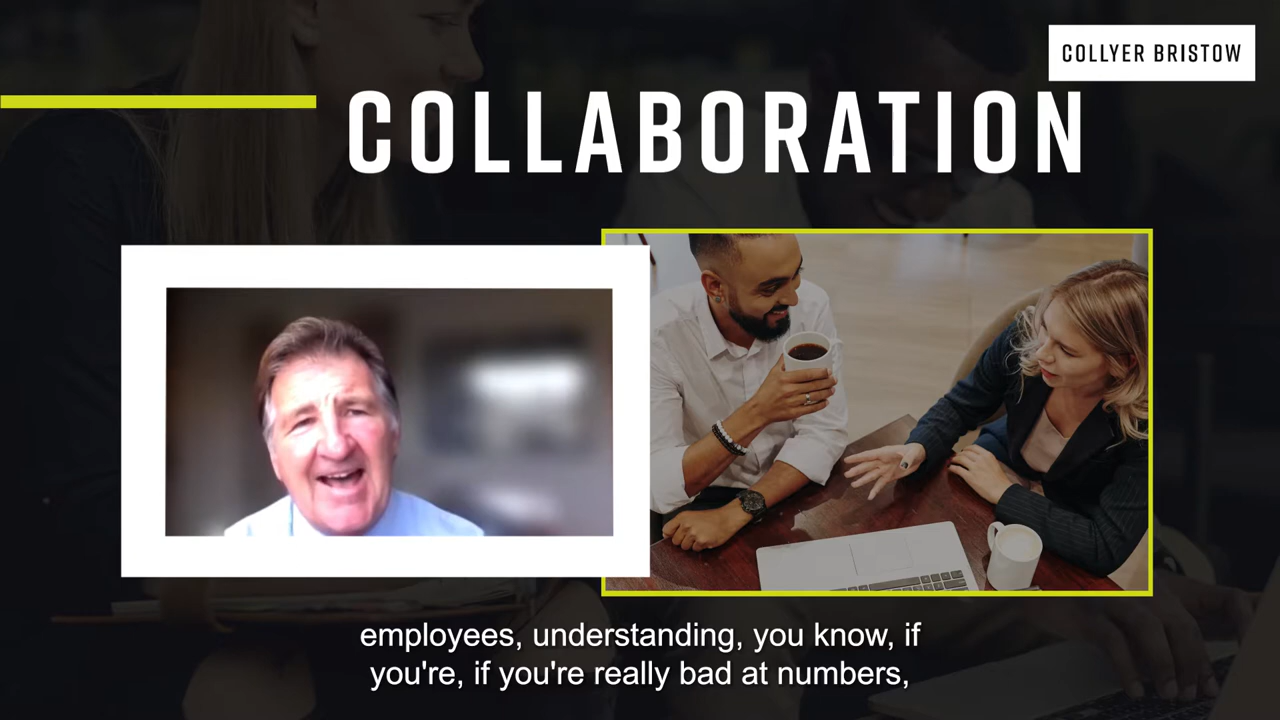 COLLYER BRISTOW
COLLABORATION
employees, understanding, you know, if
you're, if you're really bad at numbers,